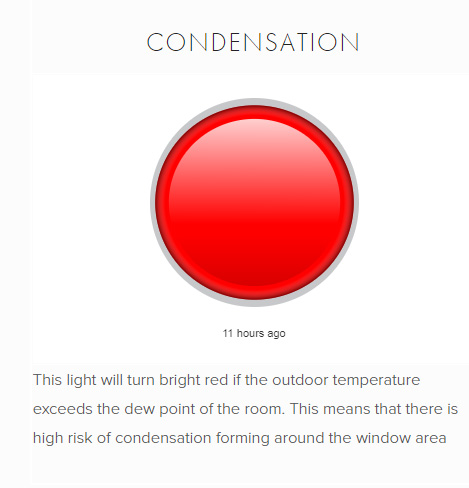 CONDENSATION
11 hours ago
This light will turn bright red if the outdoor temperature
exceeds the dew point of the room. This means that there is
high risk of condensation forming around the window area